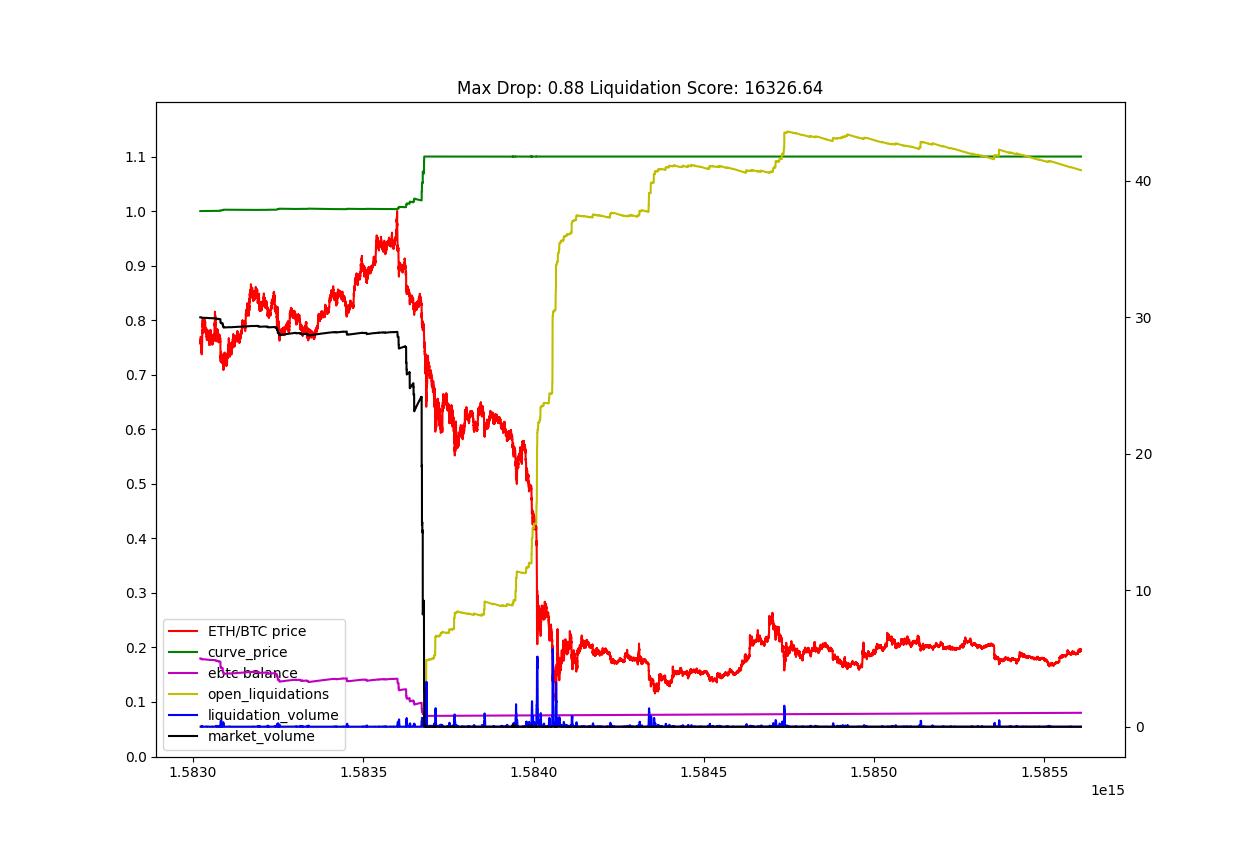 Max Drop: 0.88 Liquidation Score: 16326.64
1.1
1.0
0.9
0.8
0.7
0.6
0.5
0.4
0.3
0.2
0.1
0.0
40
30
20
10
0
ETH/BTC price
curve_price
ebtc balance
open_liquidations
liquidation_volume
market_volume
1.5830 1.5835 1.5840 1.5845 1.5850 1.5855
1e15